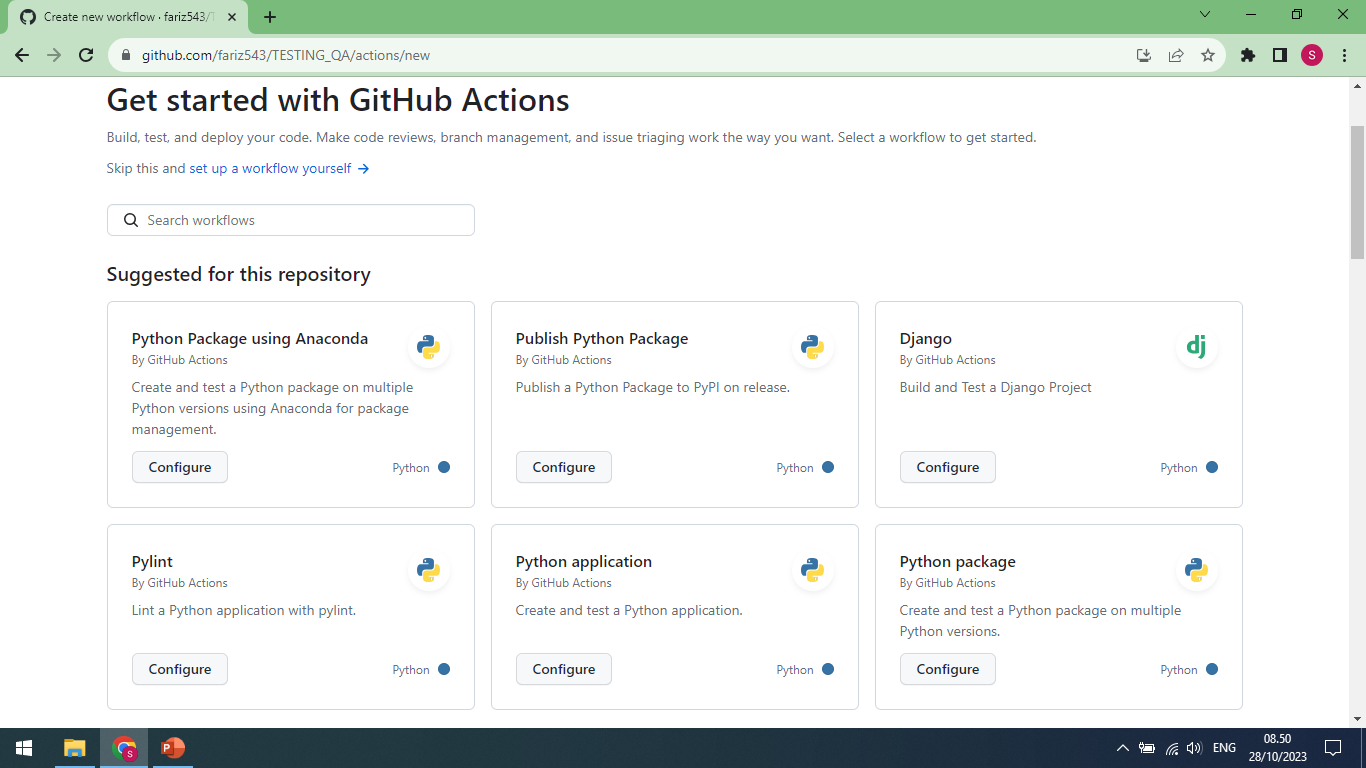 Create new workflow · fariz543/
github.com/fariz543/TESTING_QA/actions/new
S
Get started with GitHub Actions
Build, test, and deploy your code. Make code reviews, branch management, and issue triaging work the way you want. Select a workflow to get started.
Skip this and set up a workflow yourself →
Search workflows
Suggested for this repository
Python Package using Anaconda
By GitHub Actions
Create and test a Python package on multiple
Python versions using Anaconda for package
management.
Configure
Python
Publish Python Package
By GitHub Actions
Publish a Python Package to PyPI on release.
Configure
Python
Django
By GitHub Actions
dj
Build and Test a Django Project
Configure
Python
Pylint
By GitHub Actions
Lint a Python application with pylint.
Configure
Python
Python application
By GitHub Actions
Create and test a Python application.
Configure
Python
Python package
By GitHub Actions
Create and test a Python package on multiple
Python versions.
Configure
Python
S
P
ENG
08.50
28/10/2023